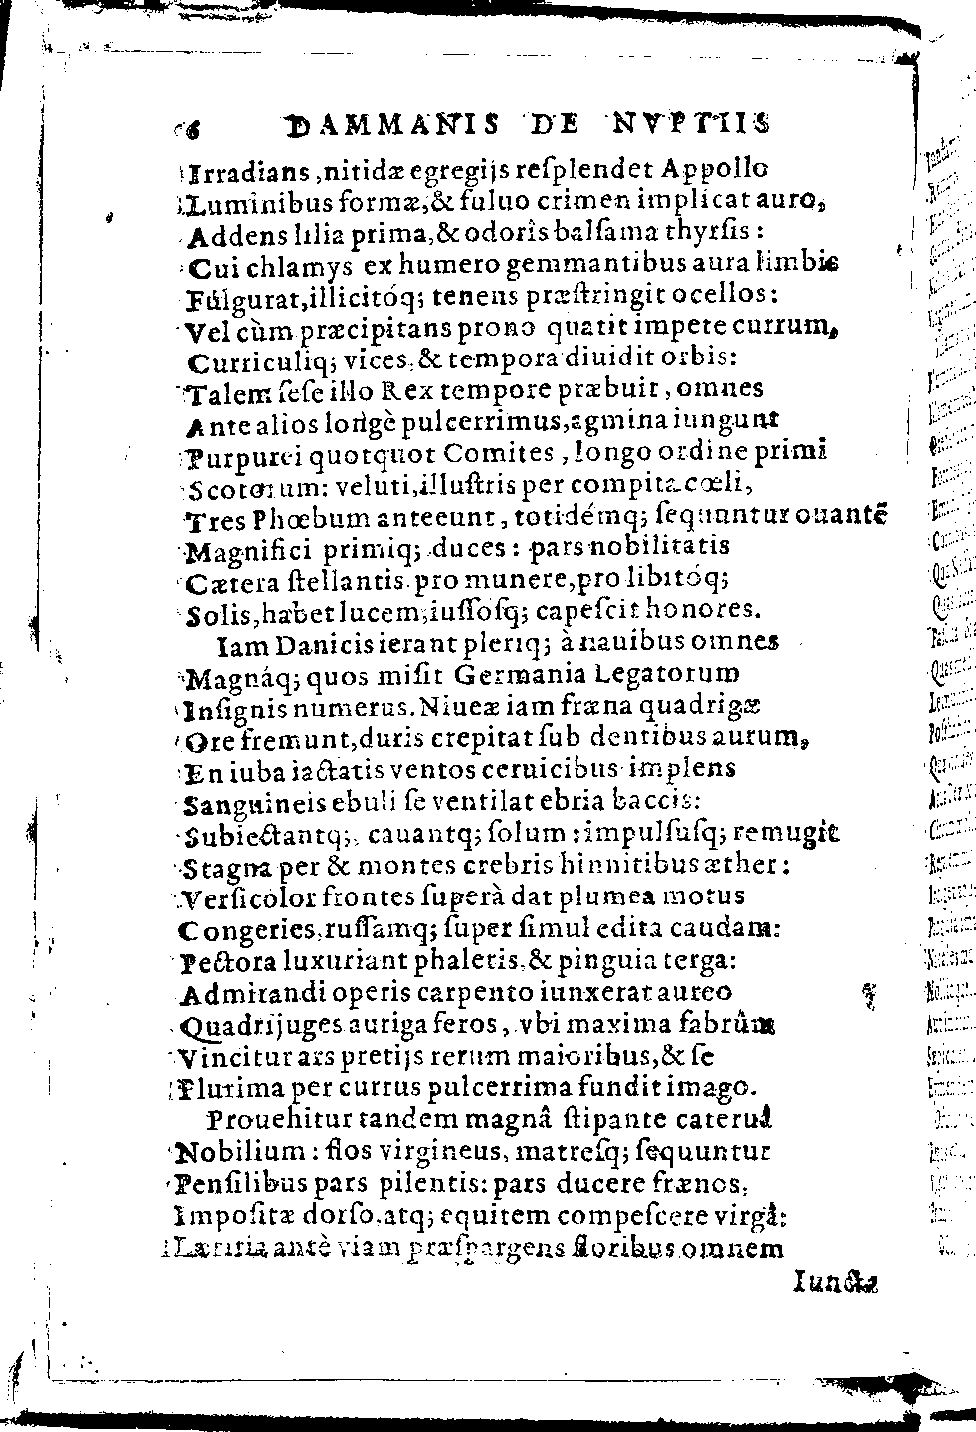 6 DAMMANIS DE NVPTIIS
Irradians, nitidæ egregijs reſplendet Appollo
Luminibus formæ, & fuluo crimen implicat auro,
Addens lilia prima, & odoris balſama thyrſis:
Cui chlamys ex humero gemmantibus aura limbis
Fulgurat, illicitóq; tenens præſtringit ocellos:
Vel cùm præcipitans prono quatit impete currum,
Curriculiq; vices, & tempora diuidit orbis:
Talem ſeſe illo Rex tempore præbuit, omnes
Ante alios longè pulcerrimus, agmina iungunt
Purpurei quotquot Comites, longo ordine primi
Scotorum: veluti, illuſtris per compita cœli,
Tres Phœbum anteeunt, totidémq; ſequuntur ouantē
Magnifici primiq; duces: pars nobilitatis
Cætera ſtellantis pro munere, pro libitóq;
Solis, habet lucem, iuſſoſq; capeſcit honores.
Iam Danicis ierant pleriq; à nauibus omnes
Magnáq; quos miſit Germania Legatorum
Inſignis numerus. Niueæ iam fræna quadrigæ
Ore fremunt, duris crepitat ſub dentibus aurum,
En iuba iactatis ventos ceruicibus implens
Sanguineis ebuli ſe ventilat ebria baccis:
Subiectantq;, cauantq; ſolum: impulſuſq; remugit
Stagna per & montes crebris hinnitibus æther:
Verſicolor frontes ſuperà dat plumea motus
Congeries, ruſſamq; ſuper ſimul edita caudam:
Pectora luxuriant phaleris, & pinguia terga:
Admirandi operis carpento iunxerat aureo
Quadrijuges auriga feros, vbi maxima fabrûm
Vincitur ars pretijs rerum maioribus, & ſe
Plurima per currus pulcerrima fundit imago.
Prouehitur tandem magnâ ſtipante cateruâ
Nobilium: flos virgineus, matreſq; ſequuntur
Penſilibus pars pilentis: pars ducere frænos,
Impoſitæ dorſo, atq; equitem compeſcere virgâ:
Lætitia antè viam præſpargens floribus omnem
Iuncta